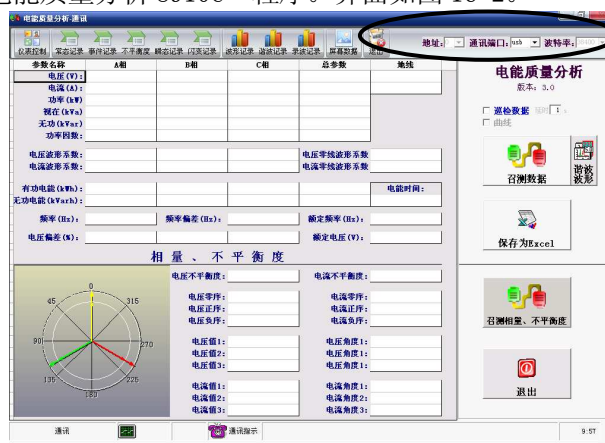 电能质量分析-通讯
仪表控制 常态记录 事件记录 不平衡度 瞬态记录 闪变记录 波形记录 谐波记录 录波记录 屏幕数据 退出 地址: 通讯端口: usb 波特率:
参数名称 A相 B相 C相 总参数 地线
电压(V):
电流(A):
功率(kW)
视在(kVa)
无功(kVar)
功率因数:
电压波形系数: 电压零线波形系数
电流波形系数: 电流零线波形系数
有功电能(kWh): 电能时间:
无功电能(kVarh):
频率(Hz): 频率偏差(Hz): 额定频率(Hz):
电压偏差(%): 额定电压(V):
相量、不平衡度
电压不平衡度: 电流不平衡度:
电压零序: 电流零序:
电压正序: 电流正序:
电压负序: 电流负序:
电压值1: 电压角度1:
电压值2: 电压角度1:
电压值3: 电压角度1:
电流值1: 电流角度1:
电流值2: 电流角度2:
电流值3: 电流角度3:
0
45 315
90 270
135 225
180
电能质量分析
版本: 3.0
巡检数据 1
曲线
召测数据
谐波
波形
保存为Excel
召测相量、不平衡度
退出
通讯 通讯指示 9:57